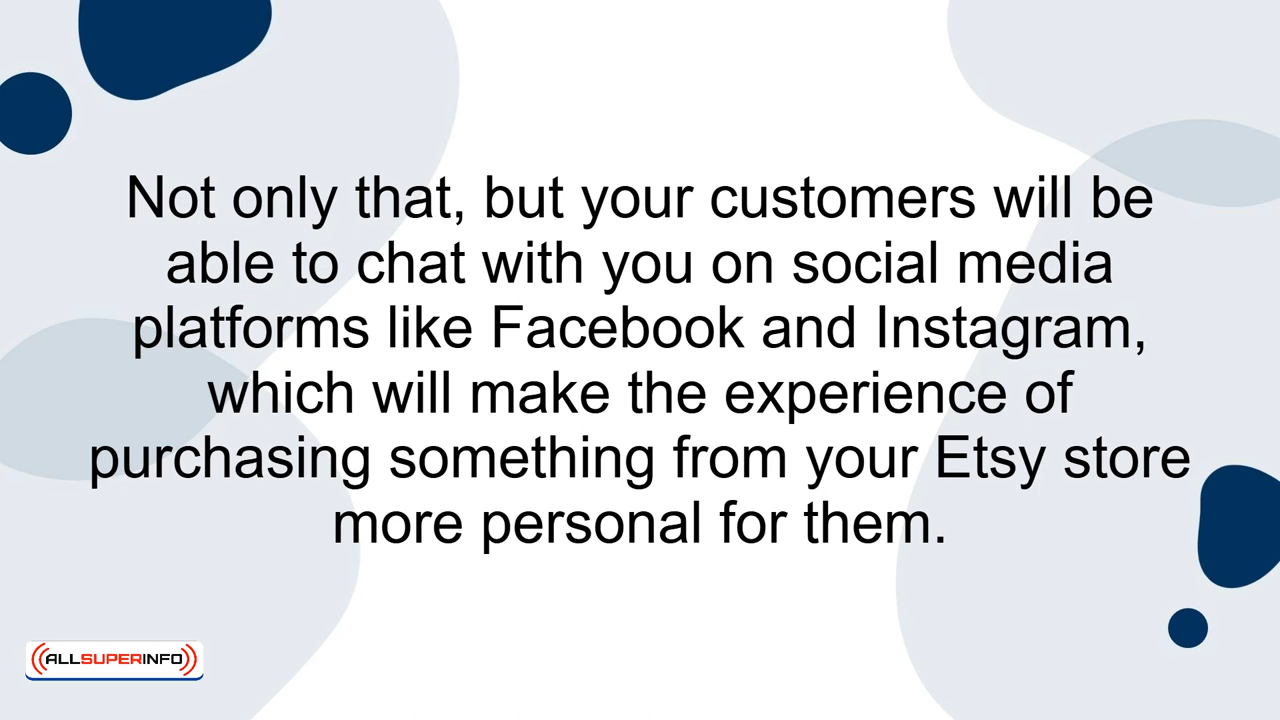 Not only that, but your customers will be
able to chat with you on social media
platforms like Facebook and Instagram,
which will make the experience of
purchasing something from your Etsy store
more personal for them.
ALLSUPERINFO